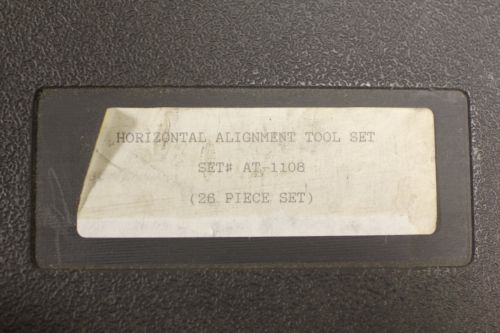 HORIZONTAL ALIGNMENT TOOL SET
SET# AT-1108
(26 PIECE SET)